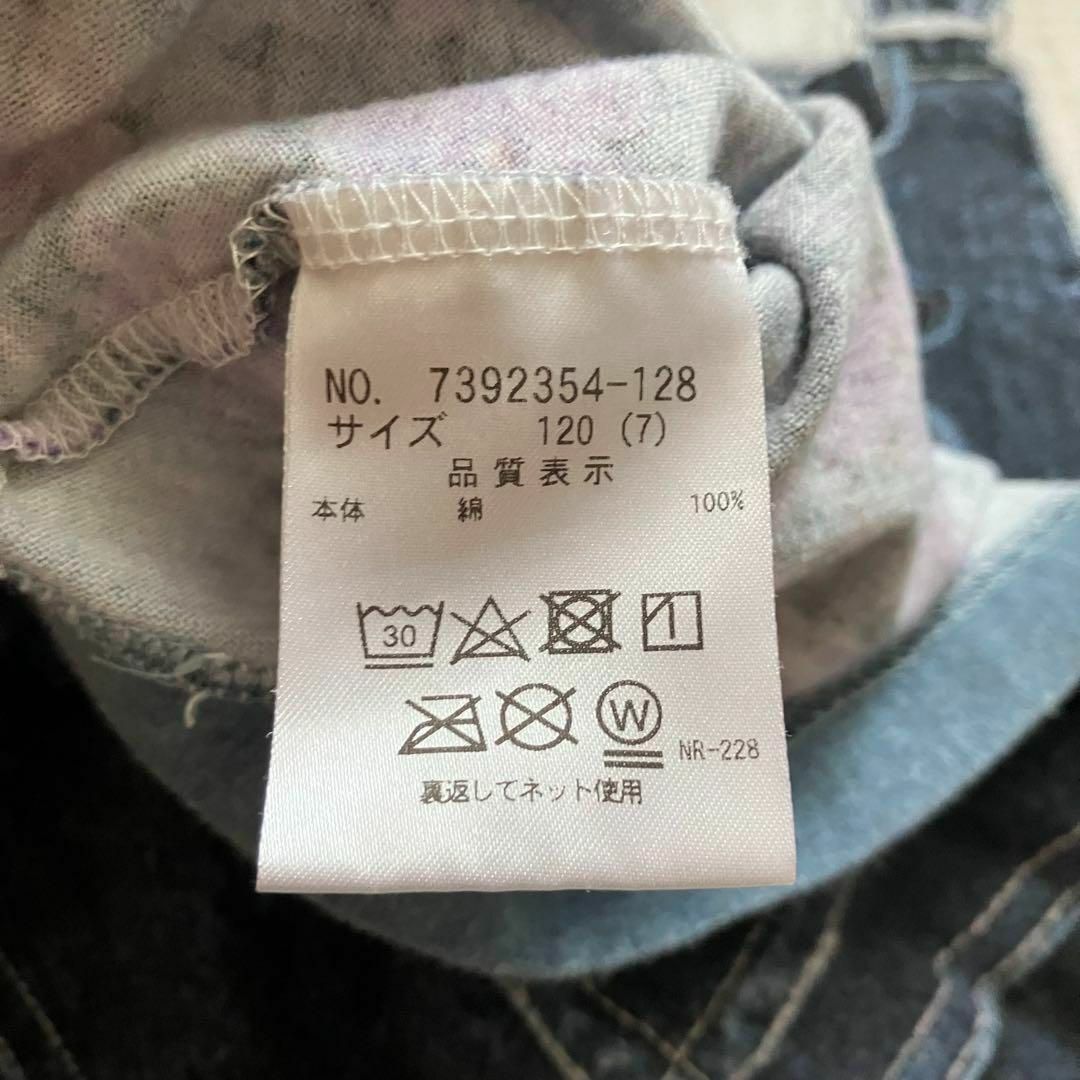 NO. 7392354-128
サイズ 120 (7)
品質表示
本体 綿 100%
30
W
NR-228
裏返してネット使用